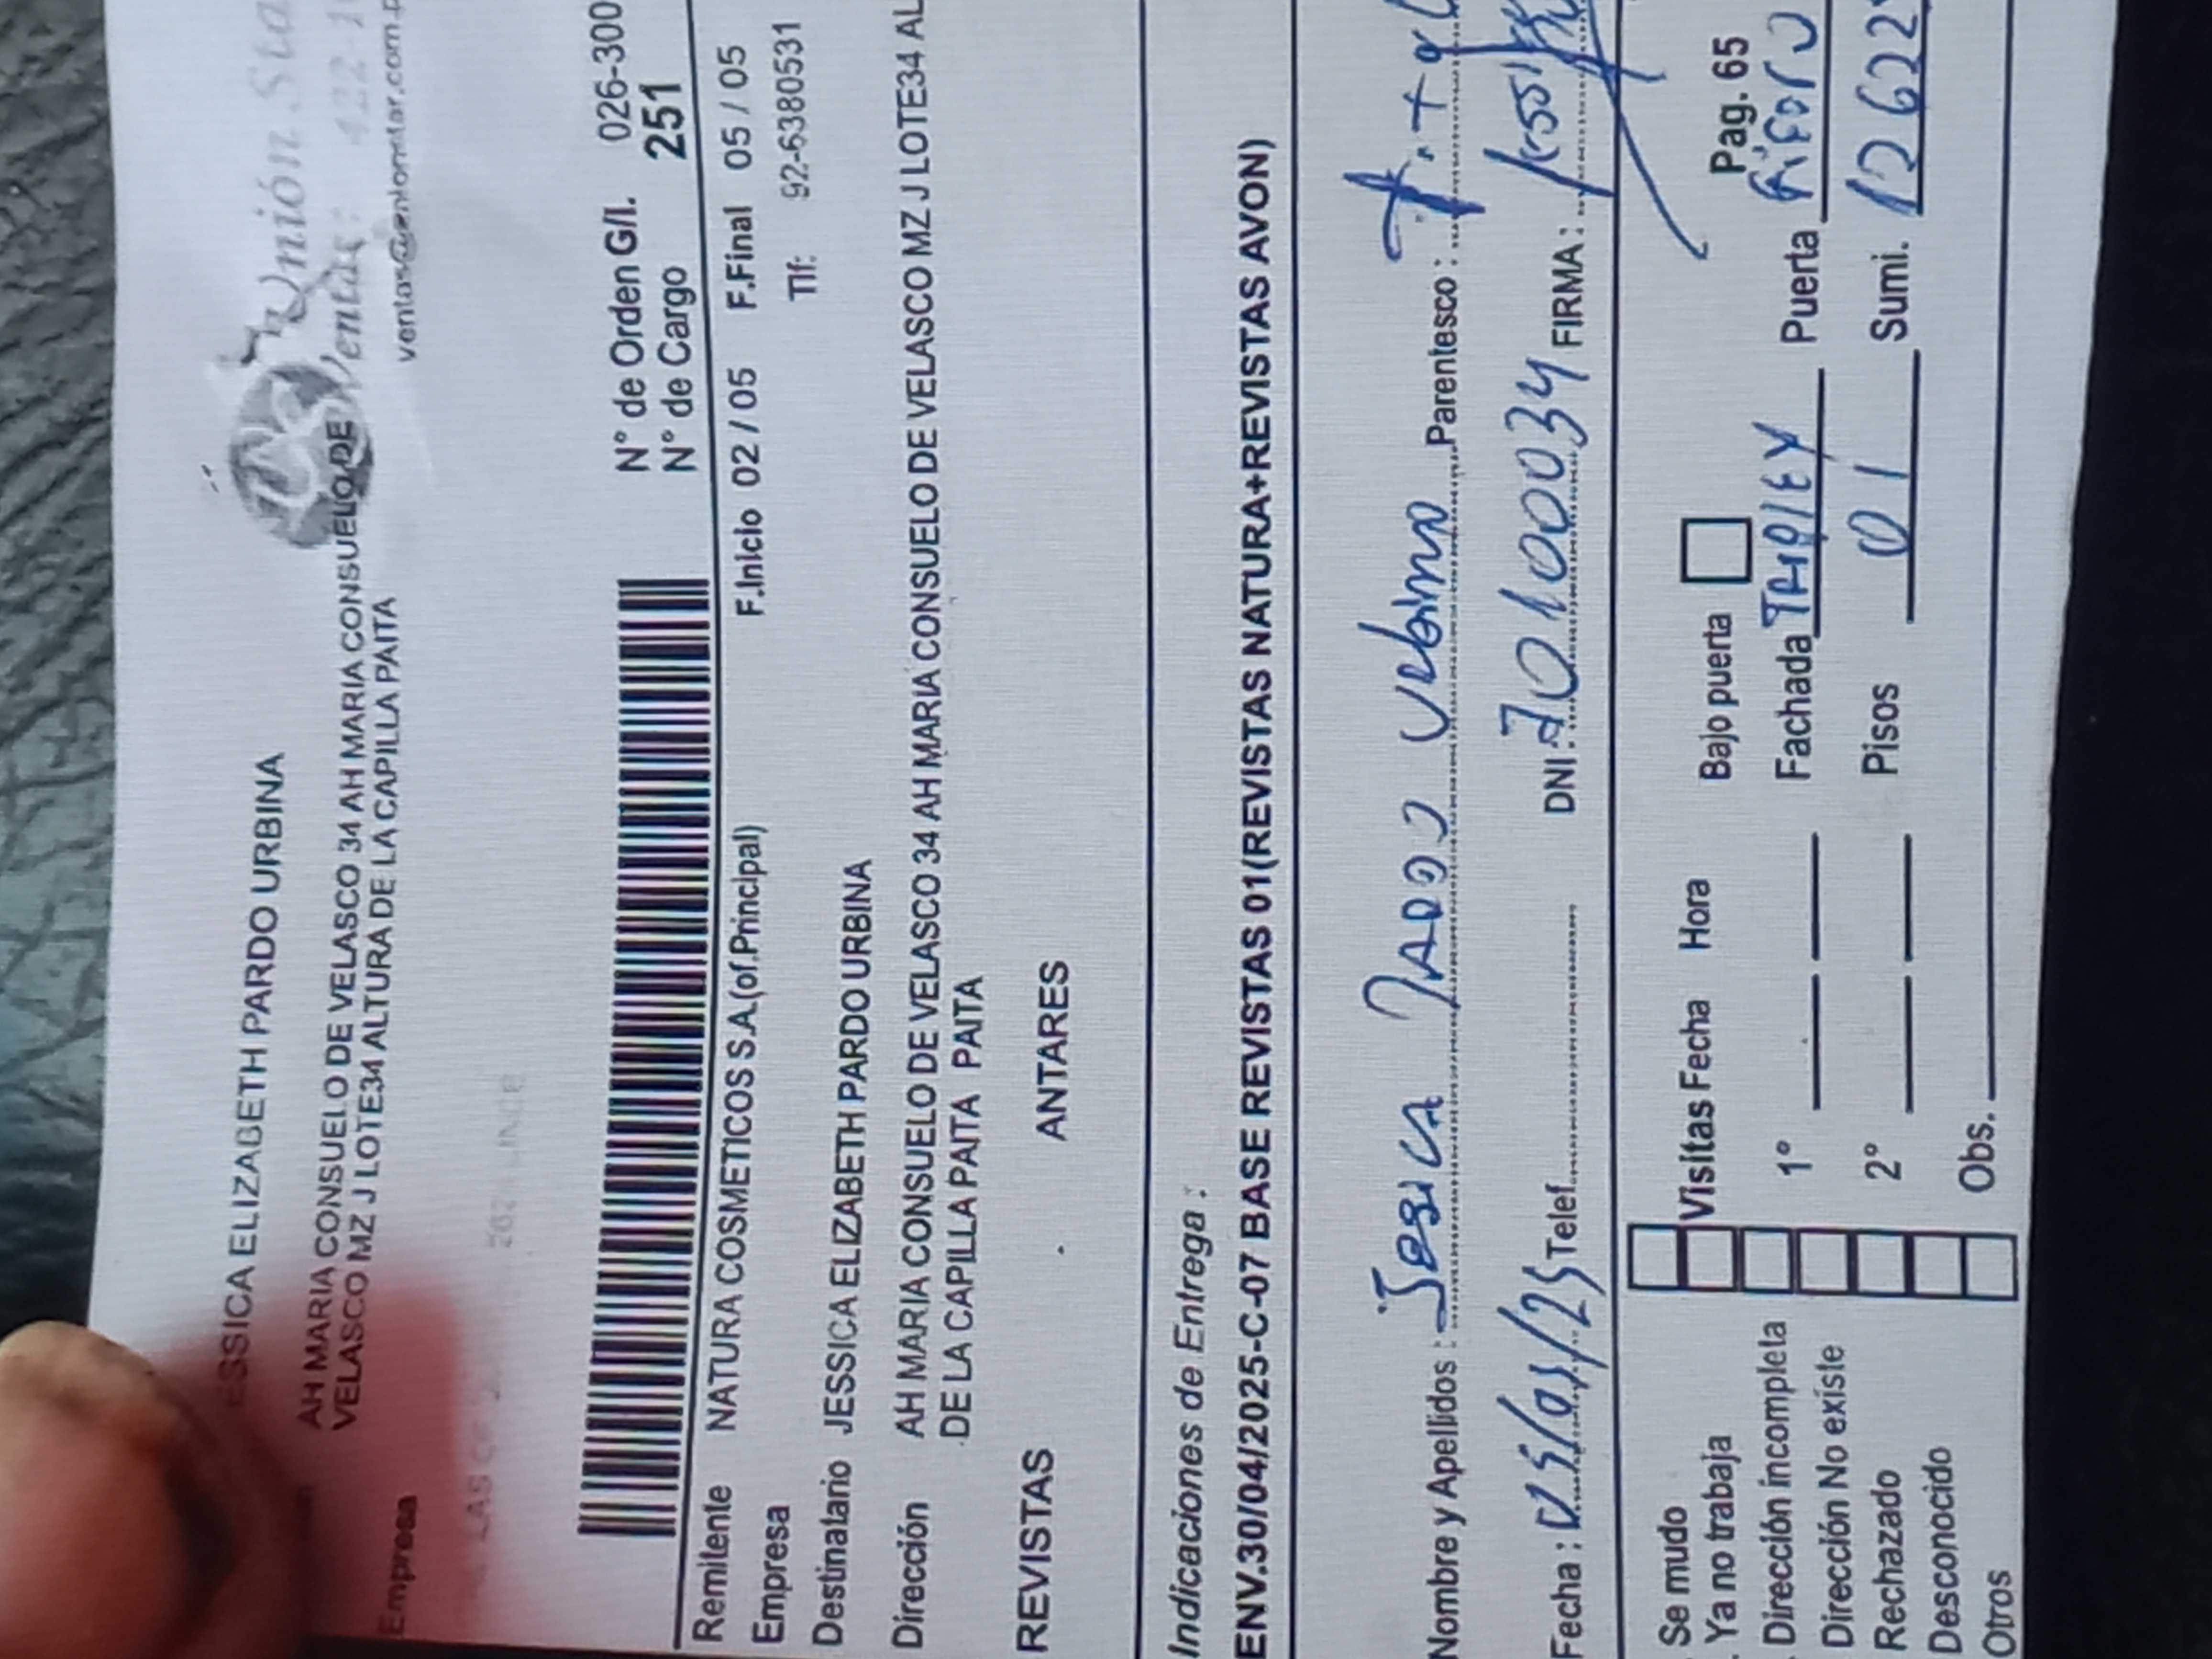 ESSICA ELIZABETH PARDO URBINA
AH MARIA CONSUELO DE VELASCO 34 AH MARIA CONSUELO DE
VELASCO MZ J LOTE34 ALTURA DE LA CAPILLA PAITA
Empresa
Unión Sta
Ventas: 422-1
N° de Orden G/I. 026-300
N° de Cargo 251
Remitente NATURA COSMETICOS S.A.(of.Principal) F.Inicio 02 / 05 F.Final 05 / 05
Empresa Tlf: 92-6380531
Destinatario JESSICA ELIZABETH PARDO URBINA
Dirección AH MARIA CONSUELO DE VELASCO 34 AH MARIA CONSUELO DE VELASCO MZ J LOTE34 AL
DE LA CAPILLA PAITA PAITA
REVISTAS ANTARES
Indicaciones de Entrega :
ENV.30/04/2025-C-07 BASE REVISTAS 01(REVISTAS NATURA+REVISTAS AVON)
Nombre y Apellidos : Jesica Pardo Urbina Parentesco :
Fecha : 05/05/25 Telef. DNI : 70100034 FIRMA :
Pag. 65
Se mudo
Ya no trabaja Visitas Fecha Hora Bajo puerta
Dirección incompleta 1° Fachada Puerta
Dirección No existe
Rechazado 2° Pisos 01 Sumi. 12622
Desconocido
Otros Obs.